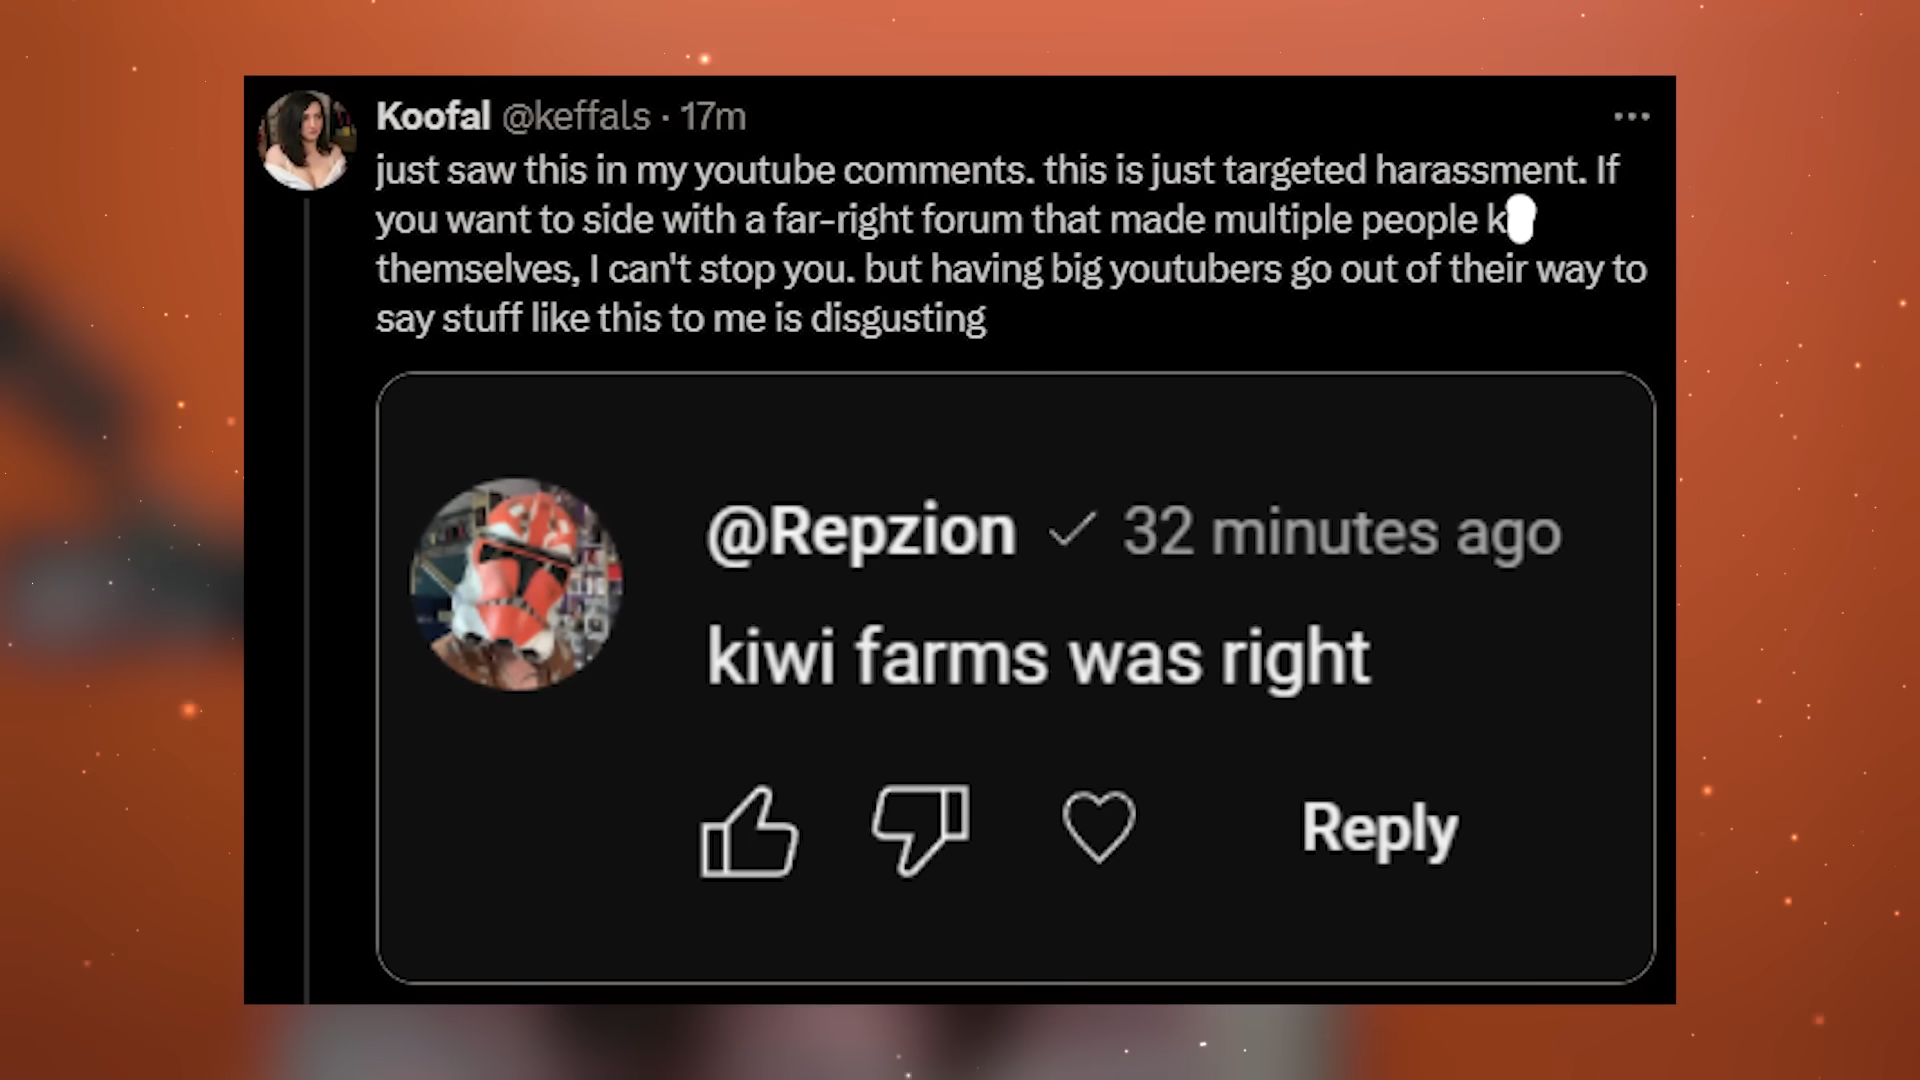 Koofal @keffals · 17m
just saw this in my youtube comments. this is just targeted harassment. If
you want to side with a far-right forum that made multiple people k
themselves, I can't stop you. but having big youtubers go out of their way to
say stuff like this to me is disgusting
@Repzion ✓ 32 minutes ago
kiwi farms was right
Reply